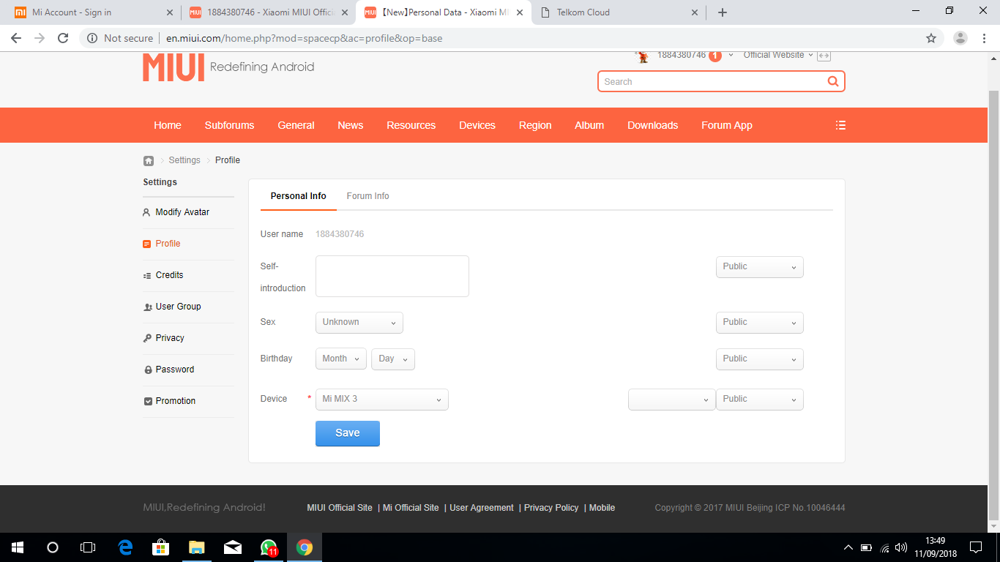 Mi Account - Sign in
1884380746 - Xiaomi MIUI Offici
【New】Personal Data - Xiaomi MI
Telkom Cloud
Not secure
en.miui.com/home.php?mod=spacecp&ac=profile&op=base
MIUI Redefining Android
1884380746 1 Official Website
Search
Home Subforums General News Resources Devices Region Album Downloads Forum App
Settings Profile
Settings
Modify Avatar
Profile
Credits
User Group
Privacy
Password
Promotion
Personal Info Forum Info
User name 1884380746
Self-
introduction
Public
Sex Unknown Public
Birthday Month Day Public
Device * Mi MIX 3 Public
Save
MIUI,Redefining Android!
MIUI Official Site | Mi Official Site | User Agreement | Privacy Policy | Mobile
Copyright © 2017 MIUI Beijing ICP No.10046444
11
13:49
11/09/2018